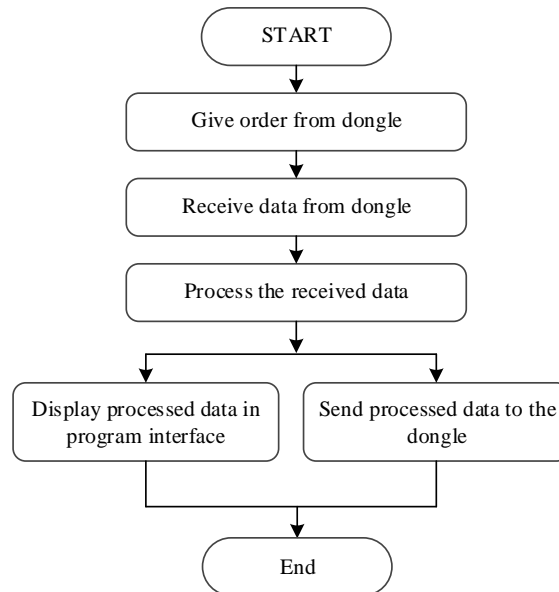 START
Give order from dongle
Receive data from dongle
Process the received data
Display processed data in
program interface
Send processed data to the
dongle
End